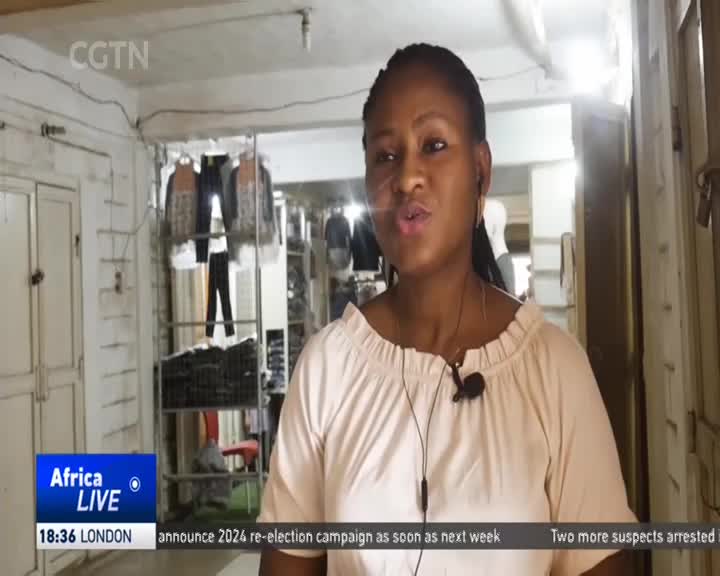 CGTN
Africa
LIVE
18:36 LONDON
announce 2024 re-election campaign as soon as next week
Two more suspects arrested